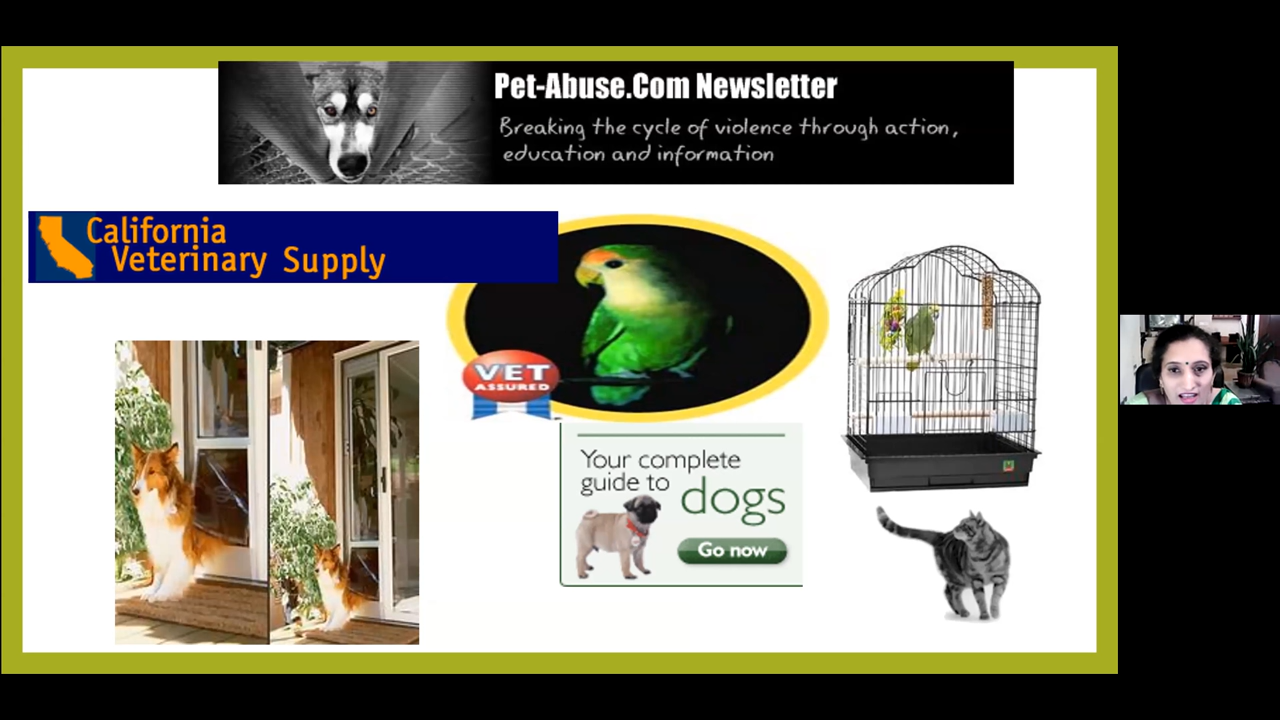 Pet-Abuse.Com Newsletter
Breaking the cycle of violence through action,
education and information
California
Veterinary Supply
VET
ASSURED
Your complete
guide to dogs
Go now